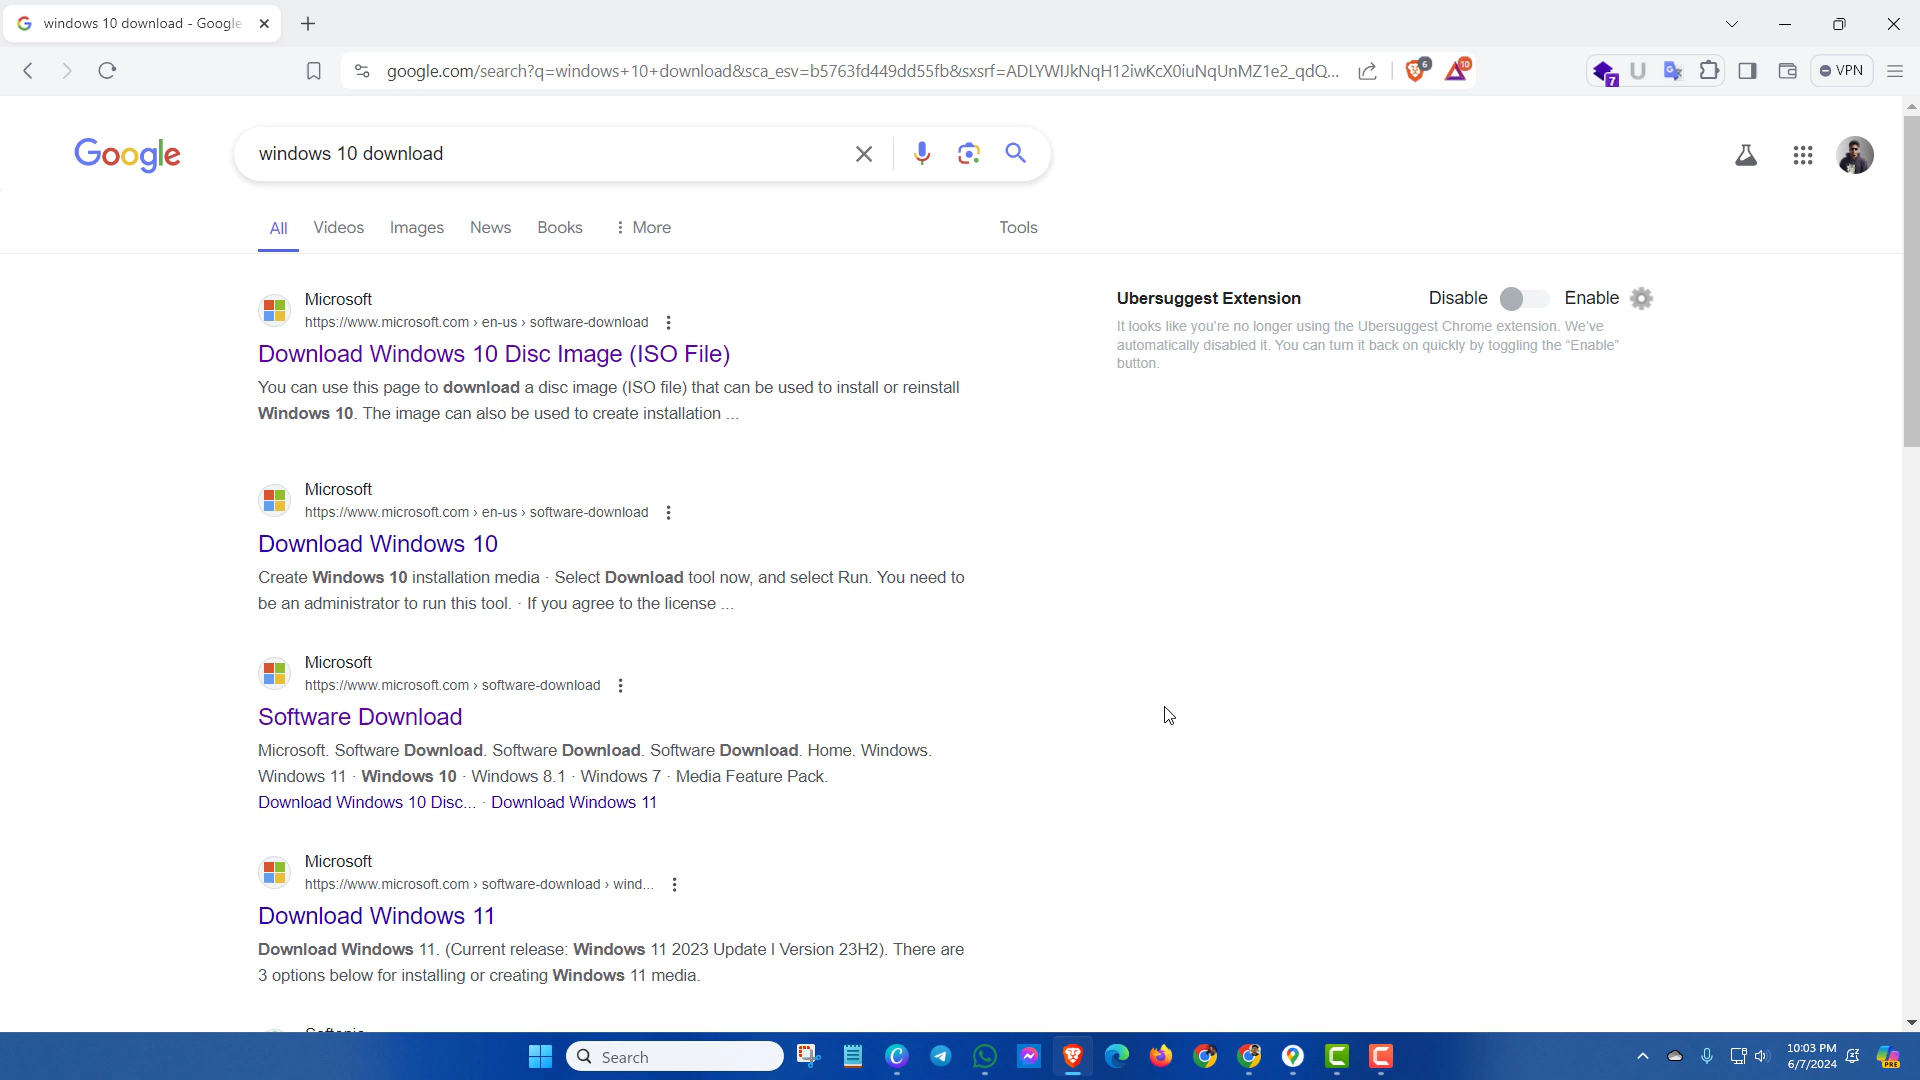 windows 10 download - Google
google.com/search?q=windows+10+download&sca_esv=b5763fd449dd55fb&sxsrf=ADLYWIJkNqH12iwKcX0iuNqUnMZ1e2_qdQ...
6
10
7
VPN
Google
windows 10 download
All Videos Images News Books More Tools
Microsoft
https://www.microsoft.com › en-us › software-download
Download Windows 10 Disc Image (ISO File)
You can use this page to download a disc image (ISO file) that can be used to install or reinstall
Windows 10. The image can also be used to create installation ...
Ubersuggest Extension
Disable Enable
It looks like you're no longer using the Ubersuggest Chrome extension. We've
automatically disabled it. You can turn it back on quickly by toggling the "Enable"
button.
Microsoft
https://www.microsoft.com › en-us › software-download
Download Windows 10
Create Windows 10 installation media · Select Download tool now, and select Run. You need to
be an administrator to run this tool. · If you agree to the license ...
Microsoft
https://www.microsoft.com › software-download
Software Download
Microsoft. Software Download. Software Download. Software Download. Home. Windows.
Windows 11 · Windows 10 · Windows 8.1 · Windows 7 · Media Feature Pack.
Download Windows 10 Disc... · Download Windows 11
Microsoft
https://www.microsoft.com › software-download › wind...
Download Windows 11
Download Windows 11. (Current release: Windows 11 2023 Update l Version 23H2). There are
3 options below for installing or creating Windows 11 media.
Softonic
Search
10:03 PM
6/7/2024
PRE